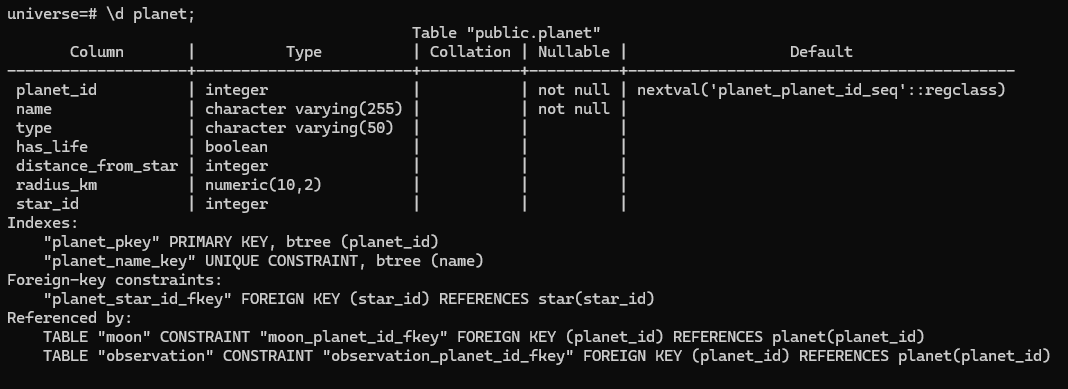 universe=# \d planet;
Table "public.planet"
Column | Type | Collation | Nullable | Default
--------------------+------------------------+-----------+----------+-------------------------------------------
planet_id | integer | | not null | nextval('planet_planet_id_seq'::regclass)
name | character varying(255) | | not null |
type | character varying(50) | | |
has_life | boolean | | |
distance_from_star | integer | | |
radius_km | numeric(10,2) | | |
star_id | integer | | |
Indexes:
"planet_pkey" PRIMARY KEY, btree (planet_id)
"planet_name_key" UNIQUE CONSTRAINT, btree (name)
Foreign-key constraints:
"planet_star_id_fkey" FOREIGN KEY (star_id) REFERENCES star(star_id)
Referenced by:
TABLE "moon" CONSTRAINT "moon_planet_id_fkey" FOREIGN KEY (planet_id) REFERENCES planet(planet_id)
TABLE "observation" CONSTRAINT "observation_planet_id_fkey" FOREIGN KEY (planet_id) REFERENCES planet(planet_id)